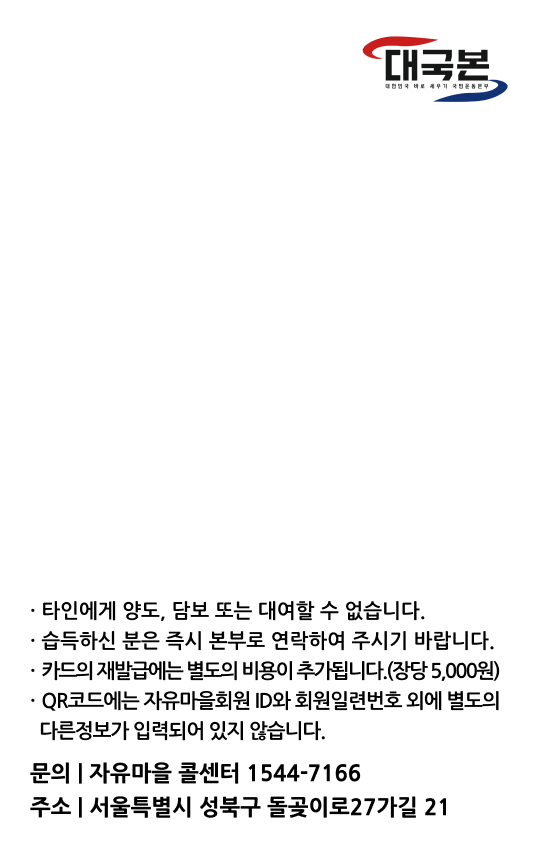 대국본
대한민국 바로 세우기 국민운동본부
· 타인에게 양도, 담보 또는 대여할 수 없습니다.
· 습득하신 분은 즉시 본부로 연락하여 주시기 바랍니다.
· 카드의 재발급에는 별도의 비용이 추가됩니다.(장당 5,000원)
· QR코드에는 자유마을회원 ID와 회원일련번호 외에 별도의
다른정보가 입력되어 있지 않습니다.
문의 | 자유마을 콜센터 1544-7166
주소 | 서울특별시 성북구 돌곶이로27가길 21